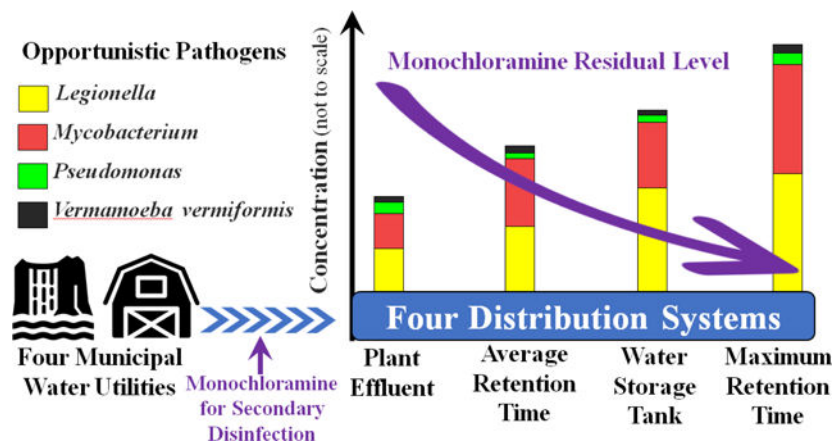 Opportunistic Pathogens
Legionella
Mycobacterium
Pseudomonas
Vermamoeba vermiformis
Four Municipal
Water Utilities
Monochloramine
for Secondary
Disinfection
Concentration (not to scale)
Monochloramine Residual Level
Four Distribution Systems
Plant
Effluent
Average
Retention
Time
Water
Storage
Tank
Maximum
Retention
Time